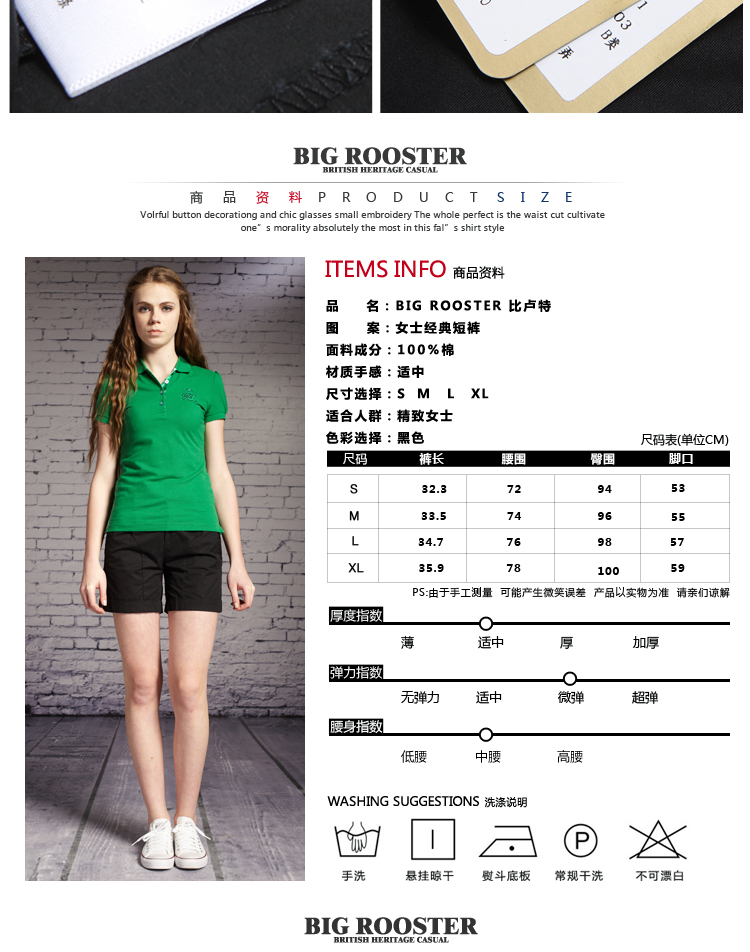 03
B类
弄
BIG ROOSTER
BRITISH HERITAGE CASUAL
商 品 资 料 P R O D U C T S I Z E
Volrful button decorationg and chic glasses small embroidery The whole perfect is the waist cut cultivate
one”s morality absolutely the most in this fal”s shirt style
ITEMS INFO 商品资料
品 名：BIG ROOSTER 比卢特
图 案：女士经典短裤
面料成分：100%棉
材质手感：适中
尺寸选择：S M L XL
适合人群：精致女士
色彩选择：黑色
尺码表(单位CM)
尺码 裤长 腰围 臀围 脚口
S 32.3 72 94 53
M 33.5 74 96 55
L 34.7 76 98 57
XL 35.9 78 100 59
PS:由于手工测量 可能产生微笑误差 产品以实物为准 请亲们谅解
厚度指数
薄 适中 厚 加厚
弹力指数
无弹力 适中 微弹 超弹
腰身指数
低腰 中腰 高腰
WASHING SUGGESTIONS 洗涤说明
P
手洗 悬挂晾干 熨斗底板 常规干洗 不可漂白
BIG ROOSTER
BRITISH HERITAGE CASUAL